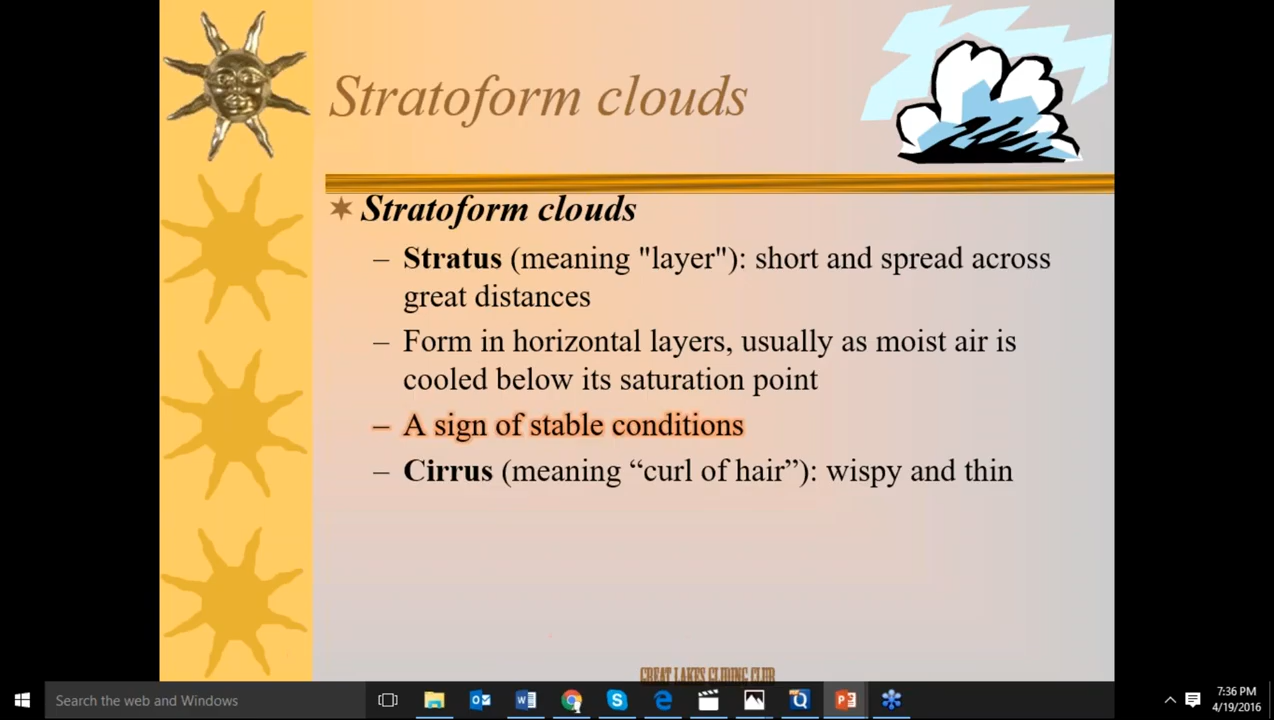 Stratoform clouds
Stratoform clouds
– Stratus (meaning "layer"): short and spread across
great distances
– Form in horizontal layers, usually as moist air is
cooled below its saturation point
– A sign of stable conditions
– Cirrus (meaning “curl of hair”): wispy and thin
GREAT LAKES GLIDING CLUB
Search the web and Windows
7:36 PM
4/19/2016